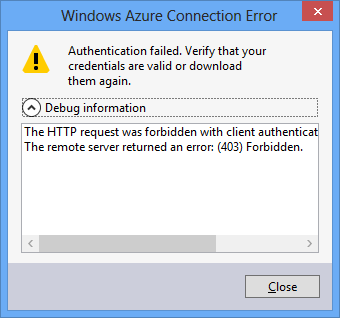 Windows Azure Connection Error
Authentication failed. Verify that your
credentials are valid or download
them again.
Debug information
The HTTP request was forbidden with client authenticat
The remote server returned an error: (403) Forbidden.
Close